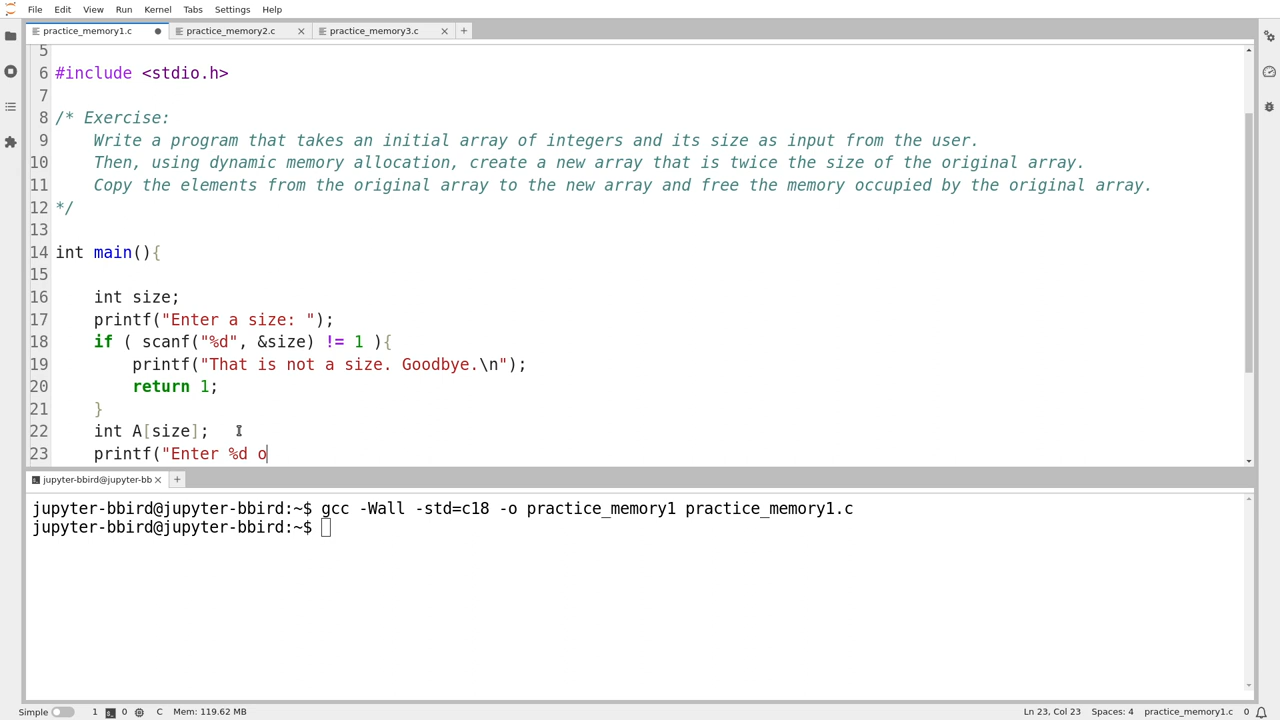 File Edit View Run Kernel Tabs Settings Help
practice_memory1.c practice_memory2.c practice_memory3.c
5
6 #include <stdio.h>
7
8 /* Exercise:
9 Write a program that takes an initial array of integers and its size as input from the user.
10 Then, using dynamic memory allocation, create a new array that is twice the size of the original array.
11 Copy the elements from the original array to the new array and free the memory occupied by the original array.
12 */
13
14 int main(){
15
16 int size;
17 printf("Enter a size: ");
18 if ( scanf("%d", &size) != 1 ){
19 printf("That is not a size. Goodbye.\n");
20 return 1;
21 }
22 int A[size];
23 printf("Enter %d o
jupyter-bbird@jupyter-bb
jupyter-bbird@jupyter-bbird:~$ gcc -Wall -std=c18 -o practice_memory1 practice_memory1.c
jupyter-bbird@jupyter-bbird:~$
Simple 1 0 C Mem: 119.62 MB Ln 23, Col 23 Spaces: 4 practice_memory1.c 0